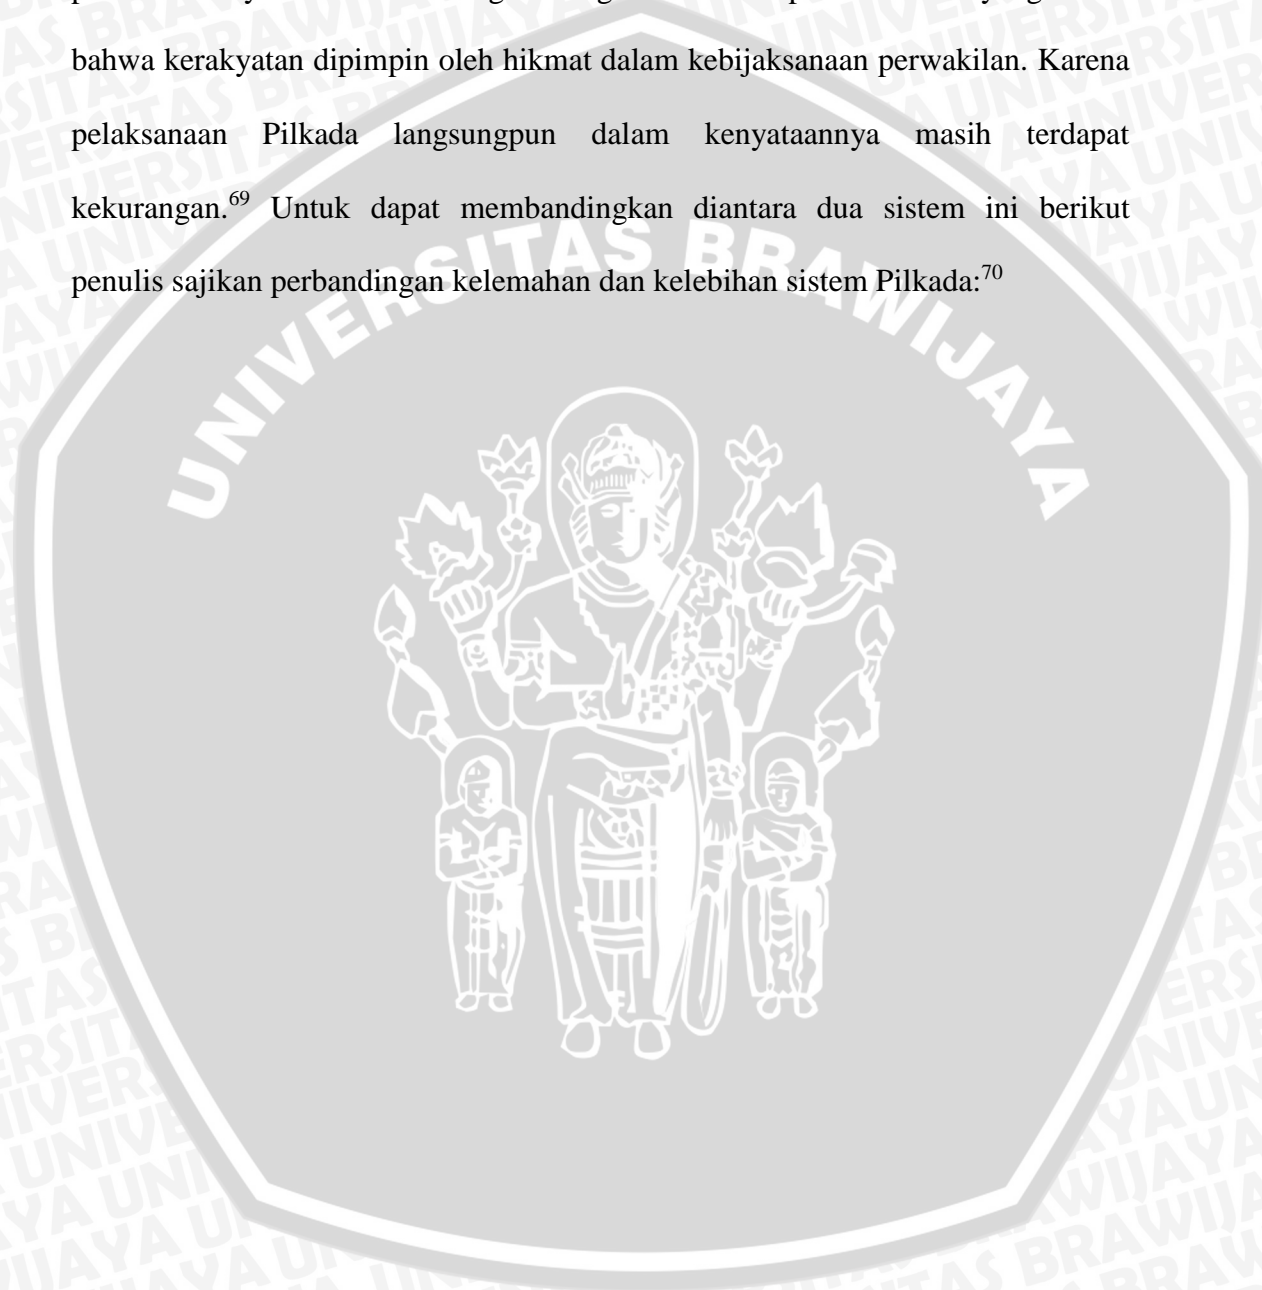 bahwa kerakyatan dipimpin oleh hikmat dalam kebijaksanaan perwakilan. Karena
pelaksanaan Pilkada langsungpun dalam kenyataannya masih terdapat
kekurangan.69 Untuk dapat membandingkan diantara dua sistem ini berikut
penulis sajikan perbandingan kelemahan dan kelebihan sistem Pilkada:70
UNIVERSITAS BRAWIJAYA